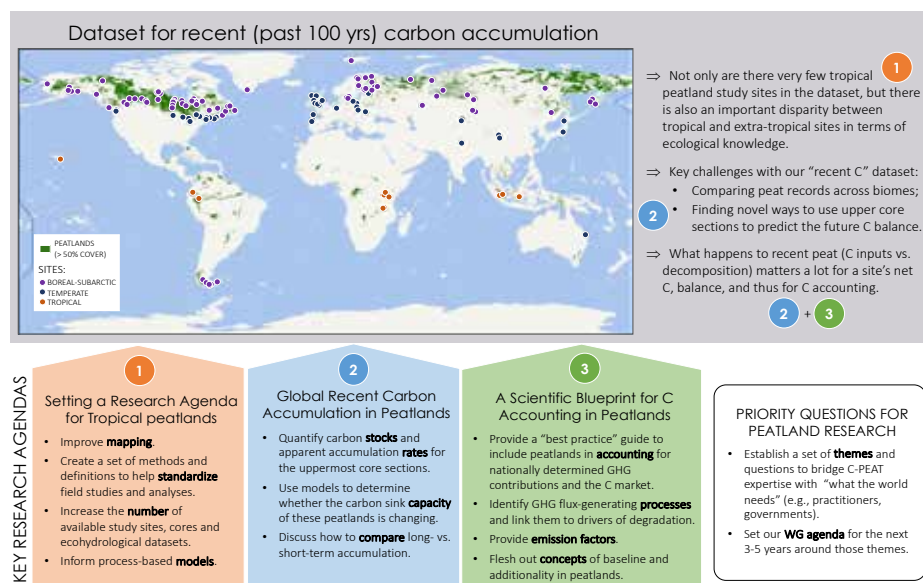 Dataset for recent (past 100 yrs) carbon accumulation
PEATLANDS
(> 50% COVER)
SITES:
BOREAL-SUBARCTIC
TEMPERATE
TROPICAL
1
⇒ Not only are there very few tropical
peatland study sites in the dataset, but there
is also an important disparity between
tropical and extra-tropical sites in terms of
ecological knowledge.
⇒ Key challenges with our "recent C" dataset:
• Comparing peat records across biomes;
2
• Finding novel ways to use upper core
sections to predict the future C balance.
⇒ What happens to recent peat (C inputs vs.
decomposition) matters a lot for a site's net
C, balance, and thus for C accounting.
2 + 3
KEY RESEARCH AGENDAS
1
Setting a Research Agenda
for Tropical peatlands
• Improve mapping.
• Create a set of methods and
definitions to help standardize
field studies and analyses.
• Increase the number of
available study sites, cores and
ecohydrological datasets.
• Inform process-based models.
2
Global Recent Carbon
Accumulation in Peatlands
• Quantify carbon stocks and
apparent accumulation rates for
the uppermost core sections.
• Use models to determine
whether the carbon sink capacity
of these peatlands is changing.
• Discuss how to compare long- vs.
short-term accumulation.
3
A Scientific Blueprint for C
Accounting in Peatlands
• Provide a "best practice" guide to
include peatlands in accounting for
nationally determined GHG
contributions and the C market.
• Identify GHG flux-generating processes
and link them to drivers of degradation.
• Provide emission factors.
• Flesh out concepts of baseline and
additionality in peatlands.
PRIORITY QUESTIONS FOR
PEATLAND RESEARCH
• Establish a set of themes and
questions to bridge C-PEAT
expertise with "what the world
needs" (e.g., practitioners,
governments).
• Set our WG agenda for the next
3-5 years around those themes.